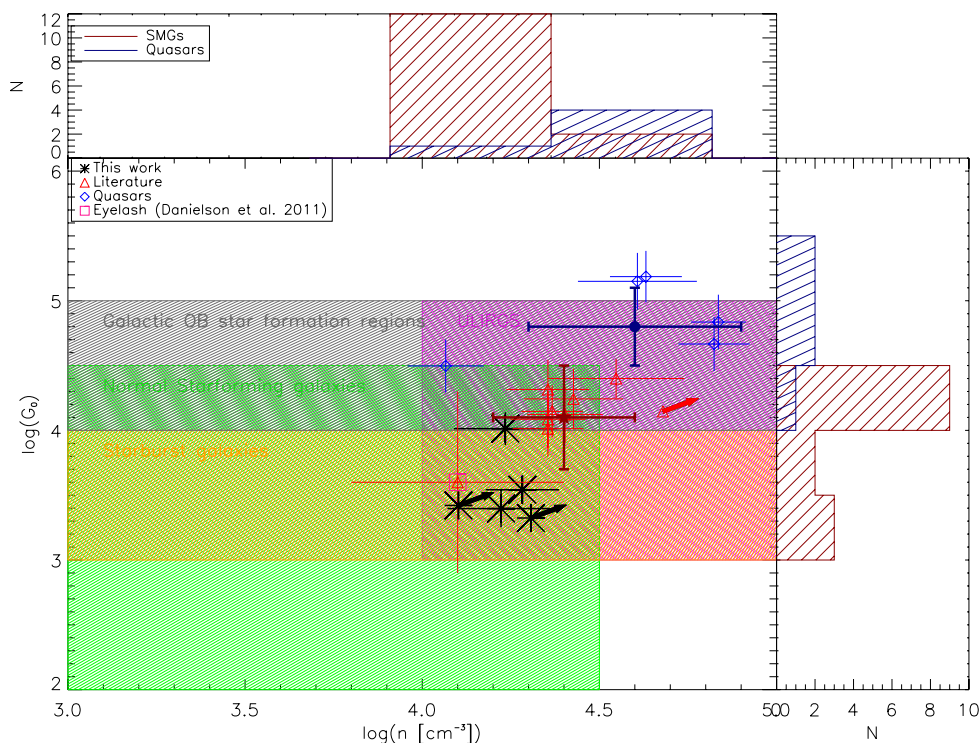 12
10
8
6
4
2
0
N
SMGs
Quasars
This work
Literature
Quasars
Eyelash (Danielson et al. 2011)
6
5
4
3
2
log(G₀)
Galactic OB star formation regions
ULIRGS
Normal Starforming galaxies
Starburst galaxies
3.0
3.5
4.0
4.5
5.0
log(n [cm⁻³])
0
2
4
6
8
10
N